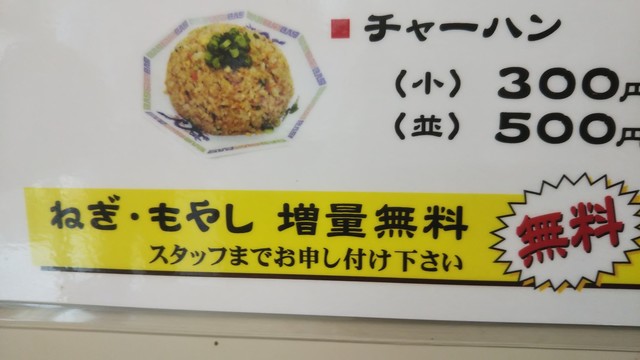 ■ チャーハン
(小) 300円
(並) 500円
ねぎ・もやし 増量無料
スタッフまでお申し付け下さい
無料